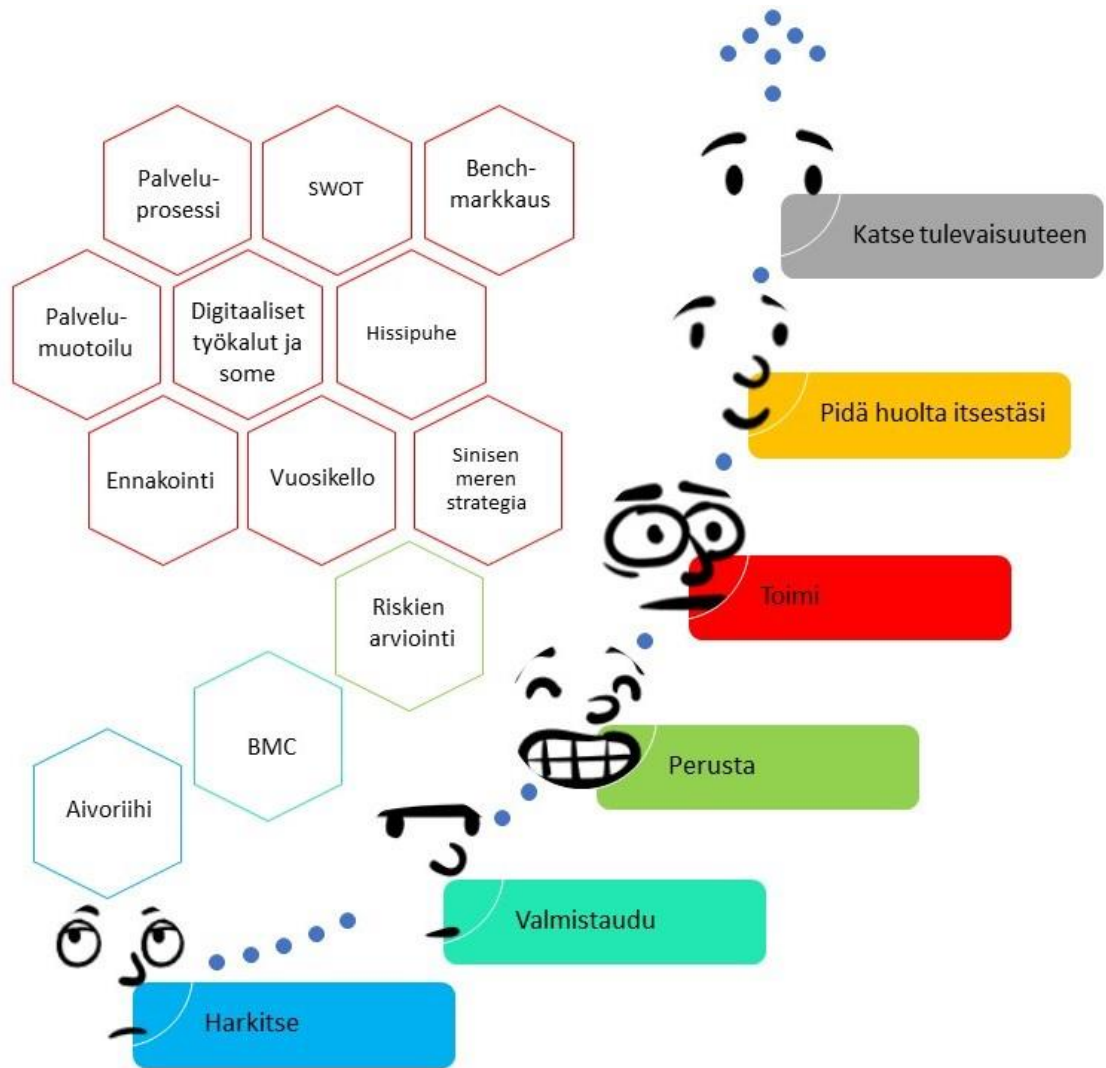 Palvelu-
prosessi
SWOT
Bench-
markkaus
Palvelu-
muotoilu
Digitaaliset
työkalut ja
some
Hissipuhe
Ennakointi
Vuosikello
Sinisen
meren
strategia
Riskien
arviointi
BMC
Aivoriihi
Katse tulevaisuuteen
Pidä huolta itsestäsi
Toimi
Perusta
Valmistaudu
Harkitse